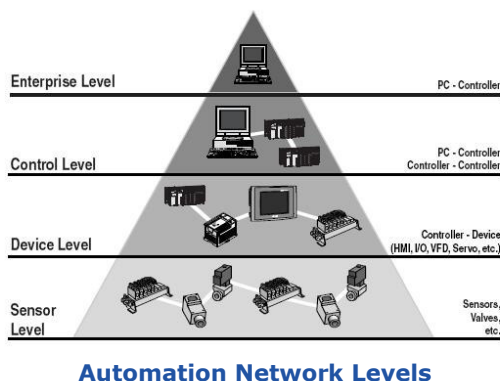 Enterprise Level
PC - Controller
Control Level
PC - Controller
Controller - Controller
Device Level
Controller - Device
(HMI, I/O, VFD, Servo, etc.)
Sensor
Level
Sensors,
Valves,
etc.
Automation Network Levels